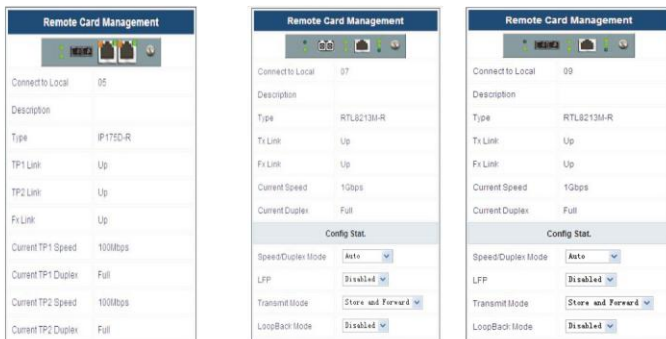 Remote Card Management
Connect to Local 05
Description
Type IP175D-R
TP1 Link Up
TP2 Link Up
Fx Link Up
Current TP1 Speed 100Mbps
Current TP1 Duplex Full
Current TP2 Speed 100Mbps
Current TP2 Duplex Full
Remote Card Management
Connect to Local 07
Description
Type RTL8213M-R
Tx Link Up
Fx Link Up
Current Speed 1Gbps
Current Duplex Full
Config Stat.
Speed/Duplex Mode Auto
LFP Disabled
Transmit Mode Store and Forward
LoopBack Mode Disabled
Remote Card Management
Connect to Local 09
Description
Type RTL8213M-R
Tx Link Up
Fx Link Up
Current Speed 1Gbps
Current Duplex Full
Config Stat.
Speed/Duplex Mode Auto
LFP Disabled
Transmit Mode Store and Forward
LoopBack Mode Disabled